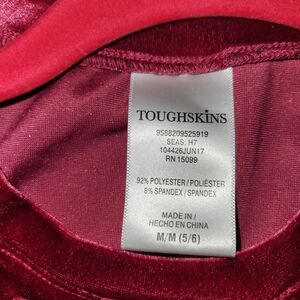 TOUGHSKINS
9588209525919
SEAS: H7
104426JUN17
RN 15099
92% POLYESTER / POLIÉSTER
8% SPANDEX / SPANDEX
MADE IN /
HECHO EN CHINA
M/M (5/6)